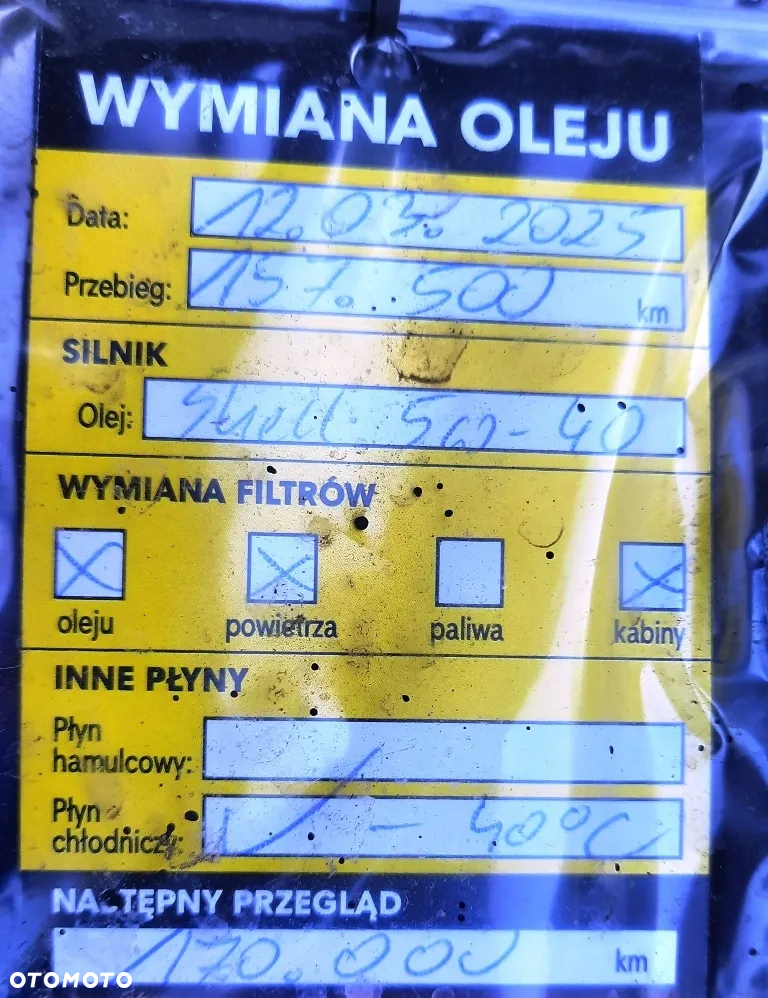 WYMIANA OLEJU
Data: 12.03.2025
Przebieg: 157.500 km
SILNIK
Olej: Shell 5W-40
WYMIANA FILTRÓW
oleju powietrza paliwa kabiny
INNE PŁYNY
Płyn
hamulcowy:
Płyn
chłodniczy: - 40°C
NASTĘPNY PRZEGLĄD
170.000 km
OTOMOTO